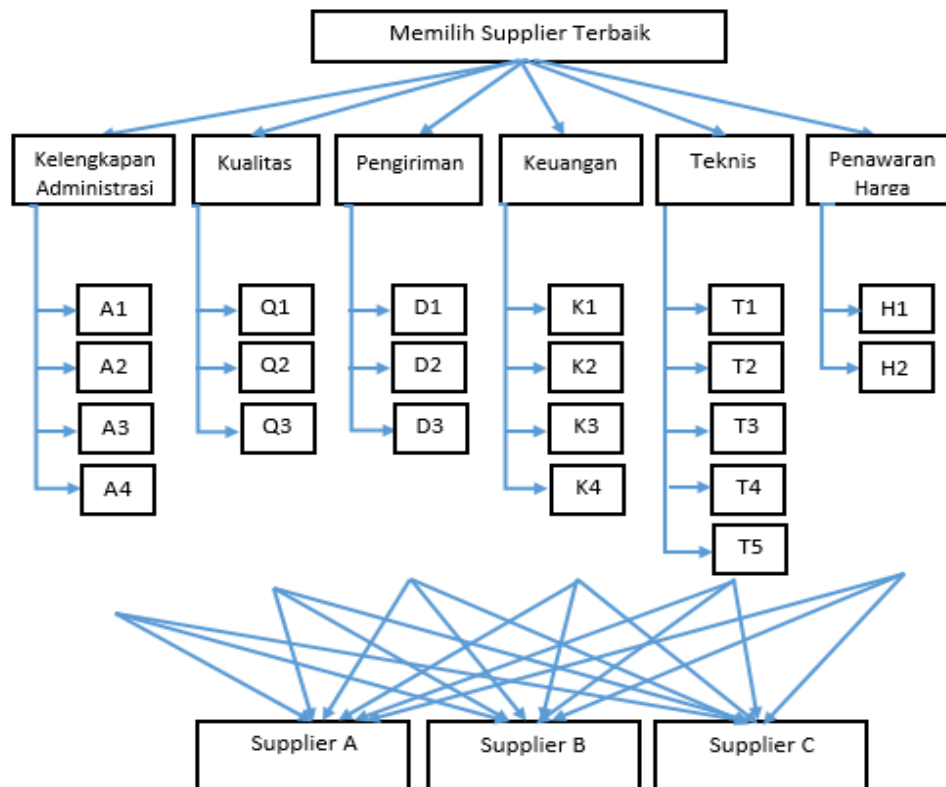 Memilih Supplier Terbaik
Kelengkapan
Administrasi
Kualitas
Pengiriman
Keuangan
Teknis
Penawaran
Harga
A1
Q1
D1
K1
T1
H1
A2
Q2
D2
K2
T2
H2
A3
Q3
D3
K3
T3
A4
K4
T4
T5
Supplier A
Supplier B
Supplier C